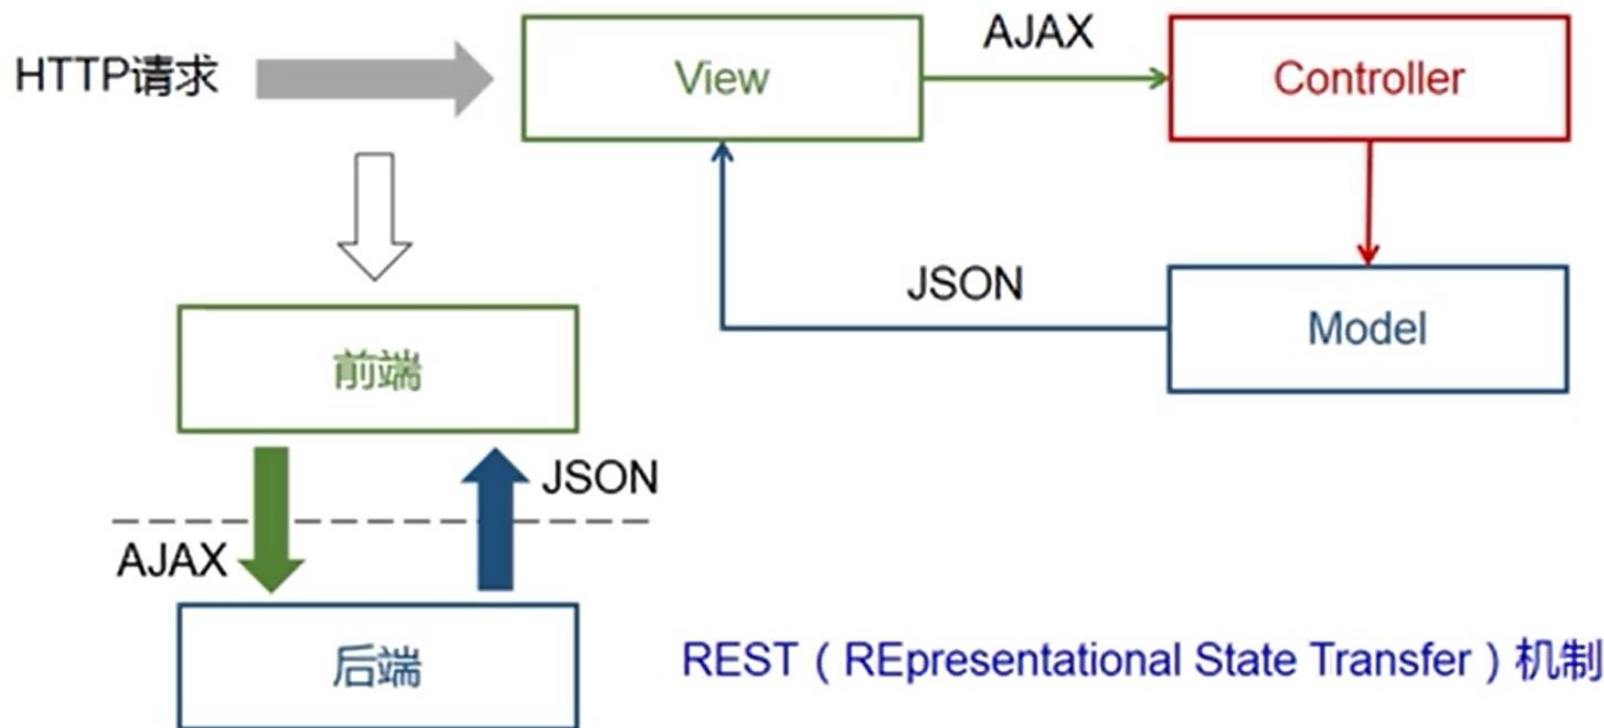 HTTP请求
View
AJAX
Controller
JSON
Model
前端
JSON
AJAX
后端
REST（REpresentational State Transfer）机制